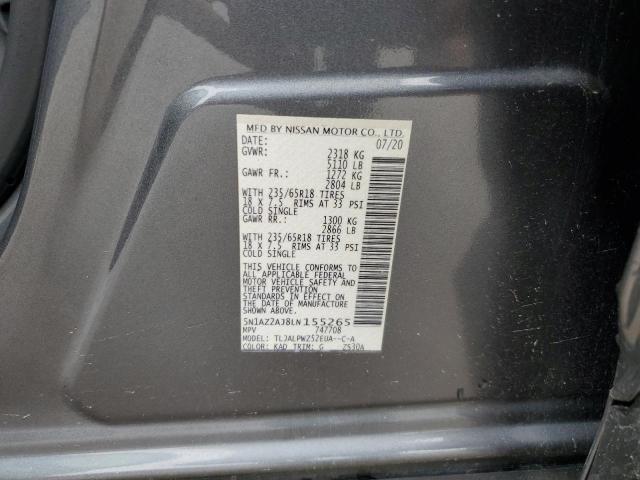 MFD BY NISSAN MOTOR CO., LTD.
DATE: 07/20
GVWR: 2318 KG
5110 LB
GAWR FR.: 1272 KG
2804 LB
WITH 235/65R18 TIRES
18 X 7.5 RIMS AT 33 PSI
COLD SINGLE
GAWR RR.: 1300 KG
2866 LB
WITH 235/65R18 TIRES
18 X 7.5 RIMS AT 33 PSI
COLD SINGLE
THIS VEHICLE CONFORMS TO
ALL APPLICABLE FEDERAL
MOTOR VEHICLE SAFETY AND
THEFT PREVENTION
STANDARDS IN EFFECT ON
THE DATE OF MANUFACTURE
SHOWN ABOVE.
5N1AZ2AJ8LN155265
MPV 747708
MODEL: TLJALPWZ52EUA--C-A
COLOR: KAD TRIM: G ZS30A